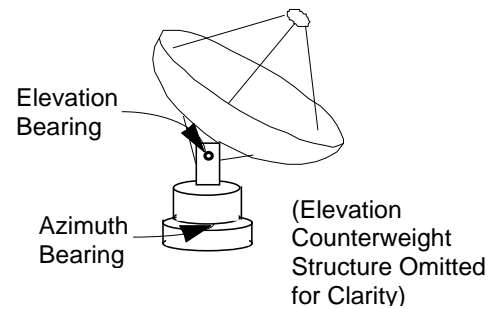 Elevation
Bearing
Azimuth
Bearing
(Elevation
Counterweight
Structure Omitted
for Clarity)